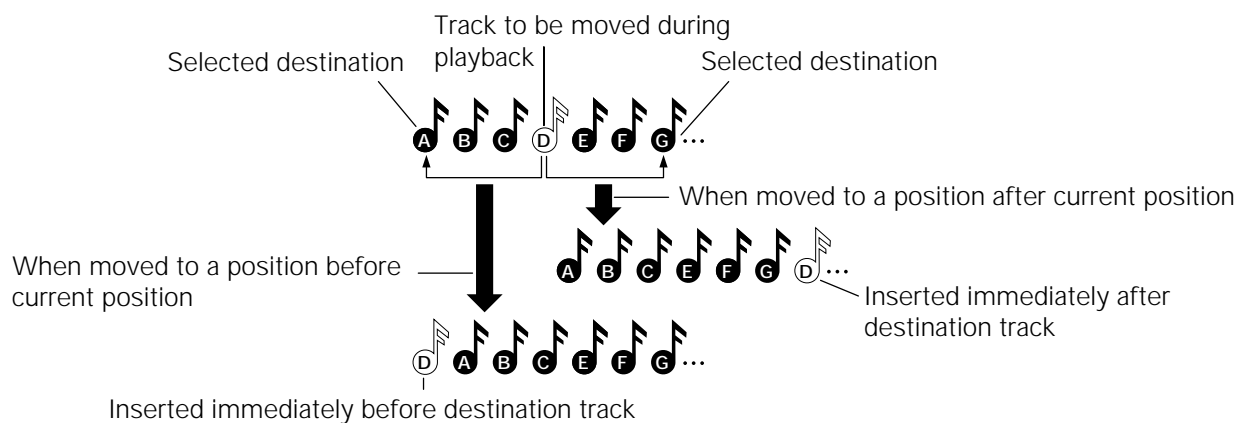 Track to be moved during
playback
Selected destination
Selected destination
A B C D E F G ...
When moved to a position after current position
A B C E F G D ...
When moved to a position before
current position
Inserted immediately after
destination track
D A B C E F G ...
Inserted immediately before destination track